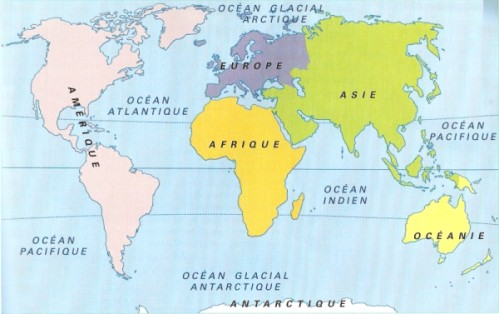 OCÉAN GLACIAL
ARCTIQUE
EUROPE
ASIE
AMÉRIQUE
OCÉAN
ATLANTIQUE
OCÉAN
PACIFIQUE
AFRIQUE
OCÉAN
INDIEN
OCÉANIE
OCÉAN
PACIFIQUE
OCÉAN GLACIAL
ANTARCTIQUE
ANTARCTIQUE